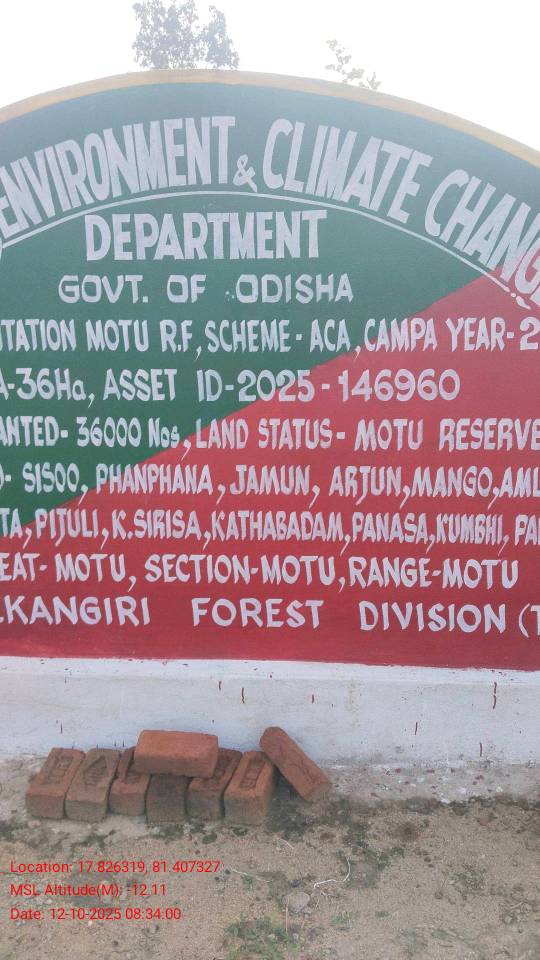 ENVIRONMENT & CLIMATE CHANGE
DEPARTMENT
GOVT. OF ODISHA
UTATION MOTU R.F, SCHEME- ACA, CAMPA YEAR- 2
A-36Ha, ASSET ID-2025-146960
ANTED- 36000 Nos, LAND STATUS- MOTU RESERVE
D- SISOO, PHANPHANA, JAMUN, ARJUN, MANGO, AML
TA, PIJULI, K.SIRISA, KATHABADAM, PANASA, KUMBHI, PA
EAT- MOTU, SECTION-MOTU, RANGE-MOTU
LKANGIRI FOREST DIVISION (T
Location: 17.826319, 81.407327
MSL Altitude(M): -12.11
Date: 12-10-2025 08:34:00